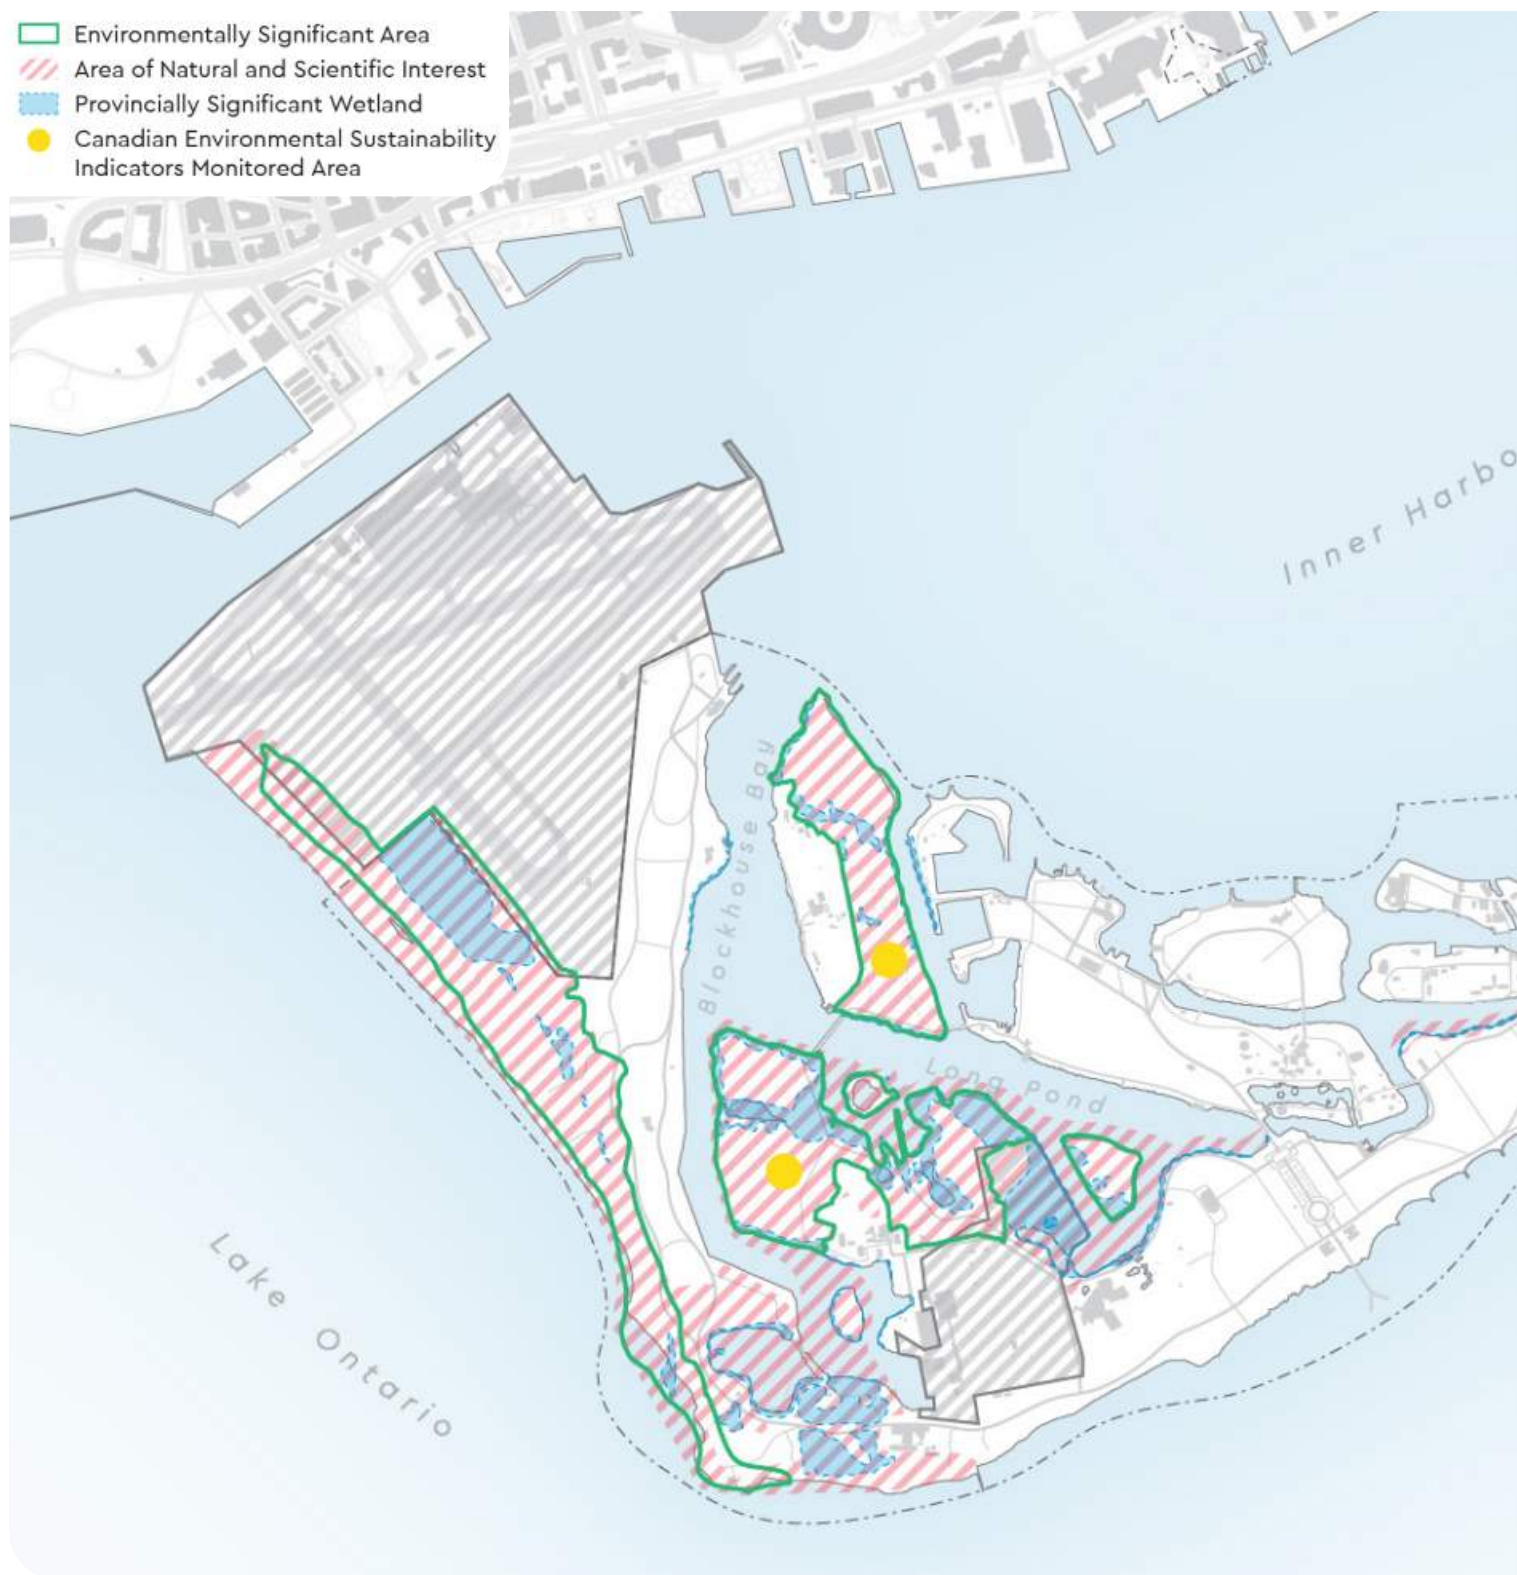 Environmentally Significant Area
Area of Natural and Scientific Interest
Provincially Significant Wetland
Canadian Environmental Sustainability
Indicators Monitored Area
Inner Harbo
Blockhouse Bay
Long Pond
Lake Ontario